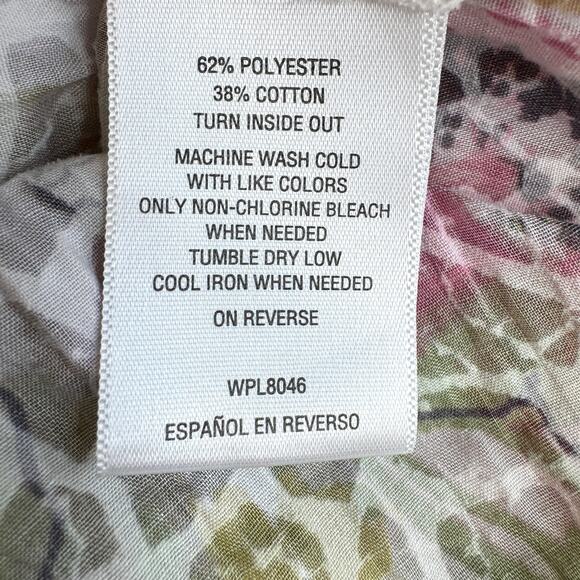 62% POLYESTER
38% COTTON
TURN INSIDE OUT
MACHINE WASH COLD
WITH LIKE COLORS
ONLY NON-CHLORINE BLEACH
WHEN NEEDED
TUMBLE DRY LOW
COOL IRON WHEN NEEDED
ON REVERSE
WPL8046
ESPAÑOL EN REVERSO